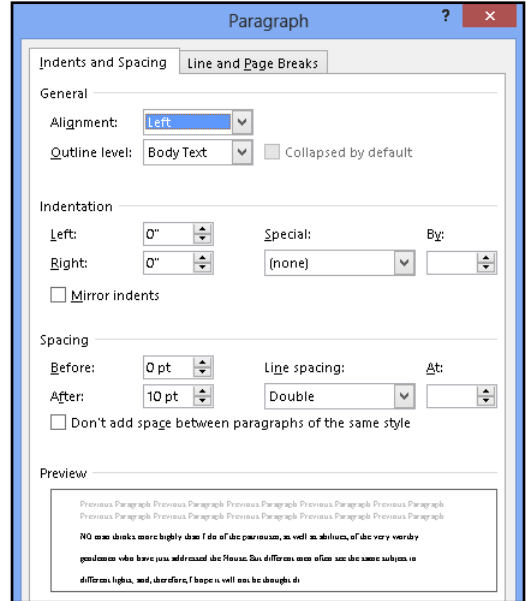 Paragraph ? ×
Indents and Spacing Line and Page Breaks
General
Alignment: Left
Outline level: Body Text Collapsed by default
Indentation
Left: 0" Special: By:
Right: 0" (none)
Mirror indents
Spacing
Before: 0 pt Line spacing: At:
After: 10 pt Double
Don't add space between paragraphs of the same style
Preview
Previous Paragraph Previous Paragraph Previous Paragraph Previous Paragraph Previous Paragraph
Previous Paragraph Previous Paragraph Previous Paragraph Previous Paragraph Previous Paragraph
NO man thinks more highly than I do of the patriotism, as well as abilities, of the very worthy
gentlemen who have just addressed the House. But different men often see the same subject in
different lights; and, therefore, I hope it will not be thought di